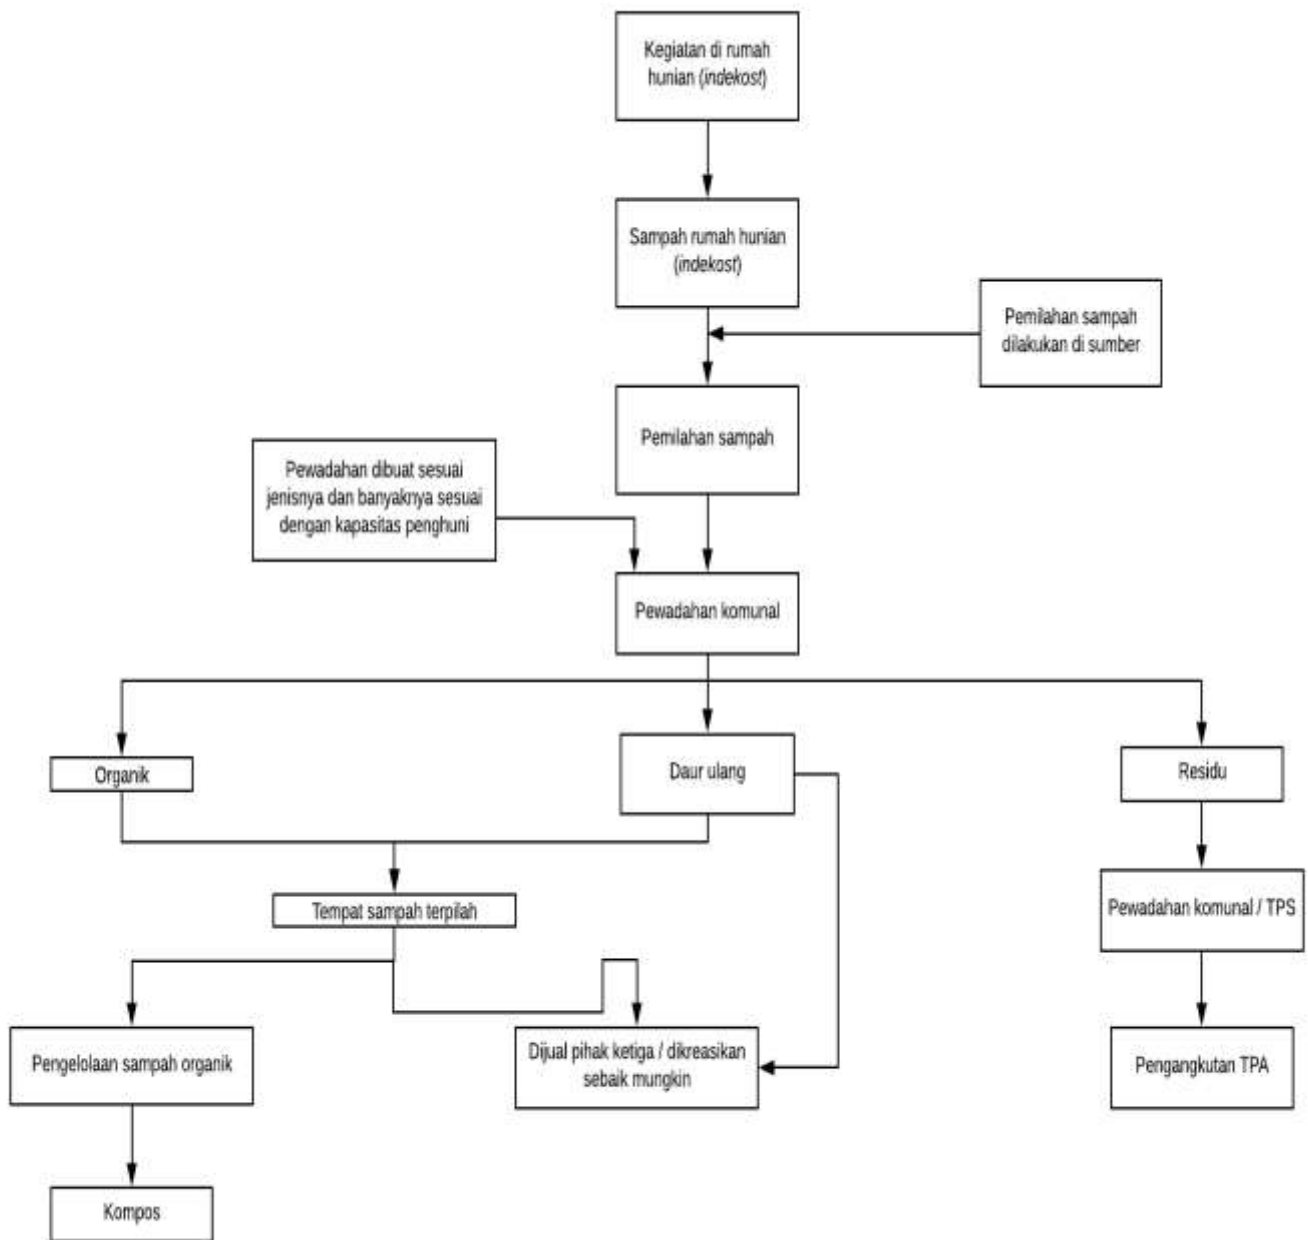 Kegiatan di rumah
hunian (indekost)
Sampah rumah hunian
(indekost)
Pemilahan sampah
dilakukan di sumber
Pemilahan sampah
Pewadahan dibuat sesuai
jenisnya dan banyaknya sesuai
dengan kapasitas penghuni
Pewadahan komunal
Organik
Daur ulang
Residu
Tempat sampah terpilah
Pewadahan komunal / TPS
Pengelolaan sampah organik
Dijual pihak ketiga / dikreasikan
sebaik mungkin
Pengangkutan TPA
Kompos